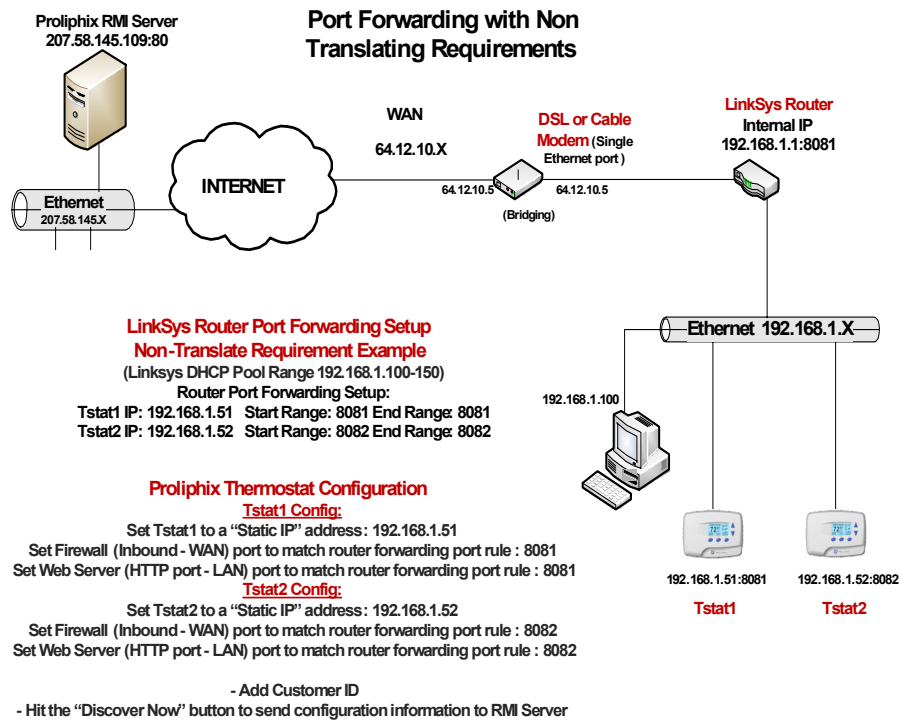 Port Forwarding with Non
Translating Requirements
Proliphix RMI Server
207.58.145.109:80
Ethernet
207.58.145.X
INTERNET
WAN
64.12.10.X
DSL or Cable
Modem (Single
Ethernet port )
64.12.10.5
64.12.10.5
(Bridging)
LinkSys Router
Internal IP
192.168.1.1:8081
Ethernet 192.168.1.X
192.168.1.100
192.168.1.51:8081
Tstat1
192.168.1.52:8082
Tstat2
LinkSys Router Port Forwarding Setup
Non-Translate Requirement Example
(Linksys DHCP Pool Range 192.168.1.100-150)
Router Port Forwarding Setup:
Tstat1 IP: 192.168.1.51 Start Range: 8081 End Range: 8081
Tstat2 IP: 192.168.1.52 Start Range: 8082 End Range: 8082
Proliphix Thermostat Configuration
Tstat1 Config:
Set Tstat1 to a “Static IP” address: 192.168.1.51
Set Firewall (Inbound - WAN) port to match router forwarding port rule : 8081
Set Web Server (HTTP port - LAN) port to match router forwarding port rule : 8081
Tstat2 Config:
Set Tstat2 to a “Static IP” address: 192.168.1.52
Set Firewall (Inbound - WAN) port to match router forwarding port rule : 8082
Set Web Server (HTTP port - LAN) port to match router forwarding port rule : 8082
- Add Customer ID
- Hit the “Discover Now” button to send configuration information to RMI Server